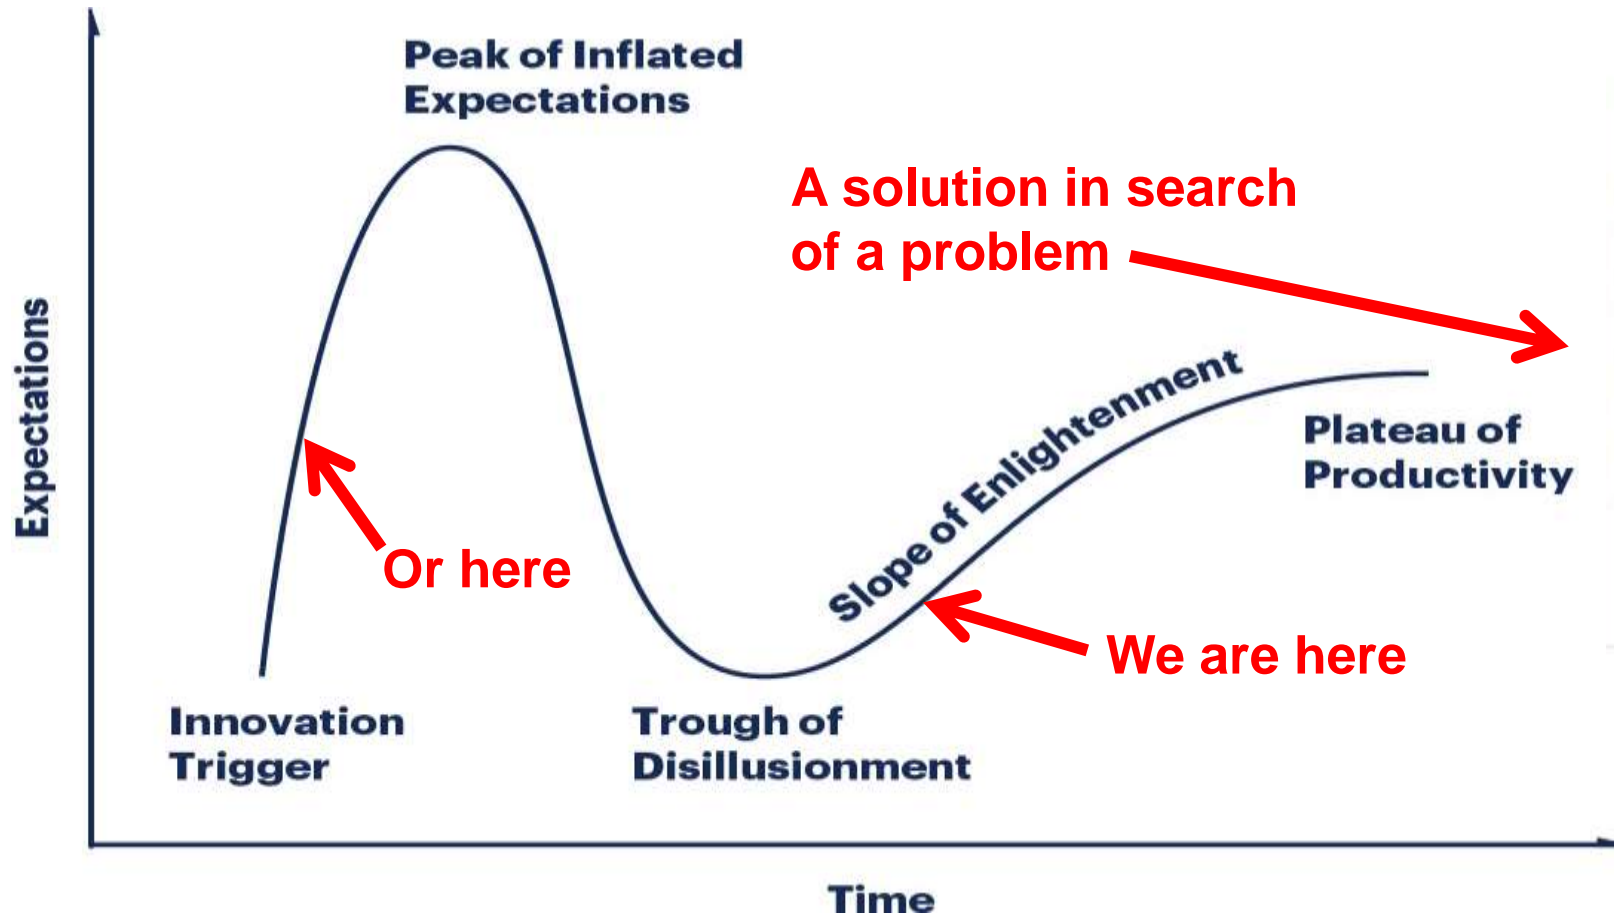 Peak of Inflated
Expectations
A solution in search
of a problem
Expectations
Slope of Enlightenment
Plateau of
Productivity
Or here
We are here
Innovation
Trigger
Trough of
Disillusionment
Time